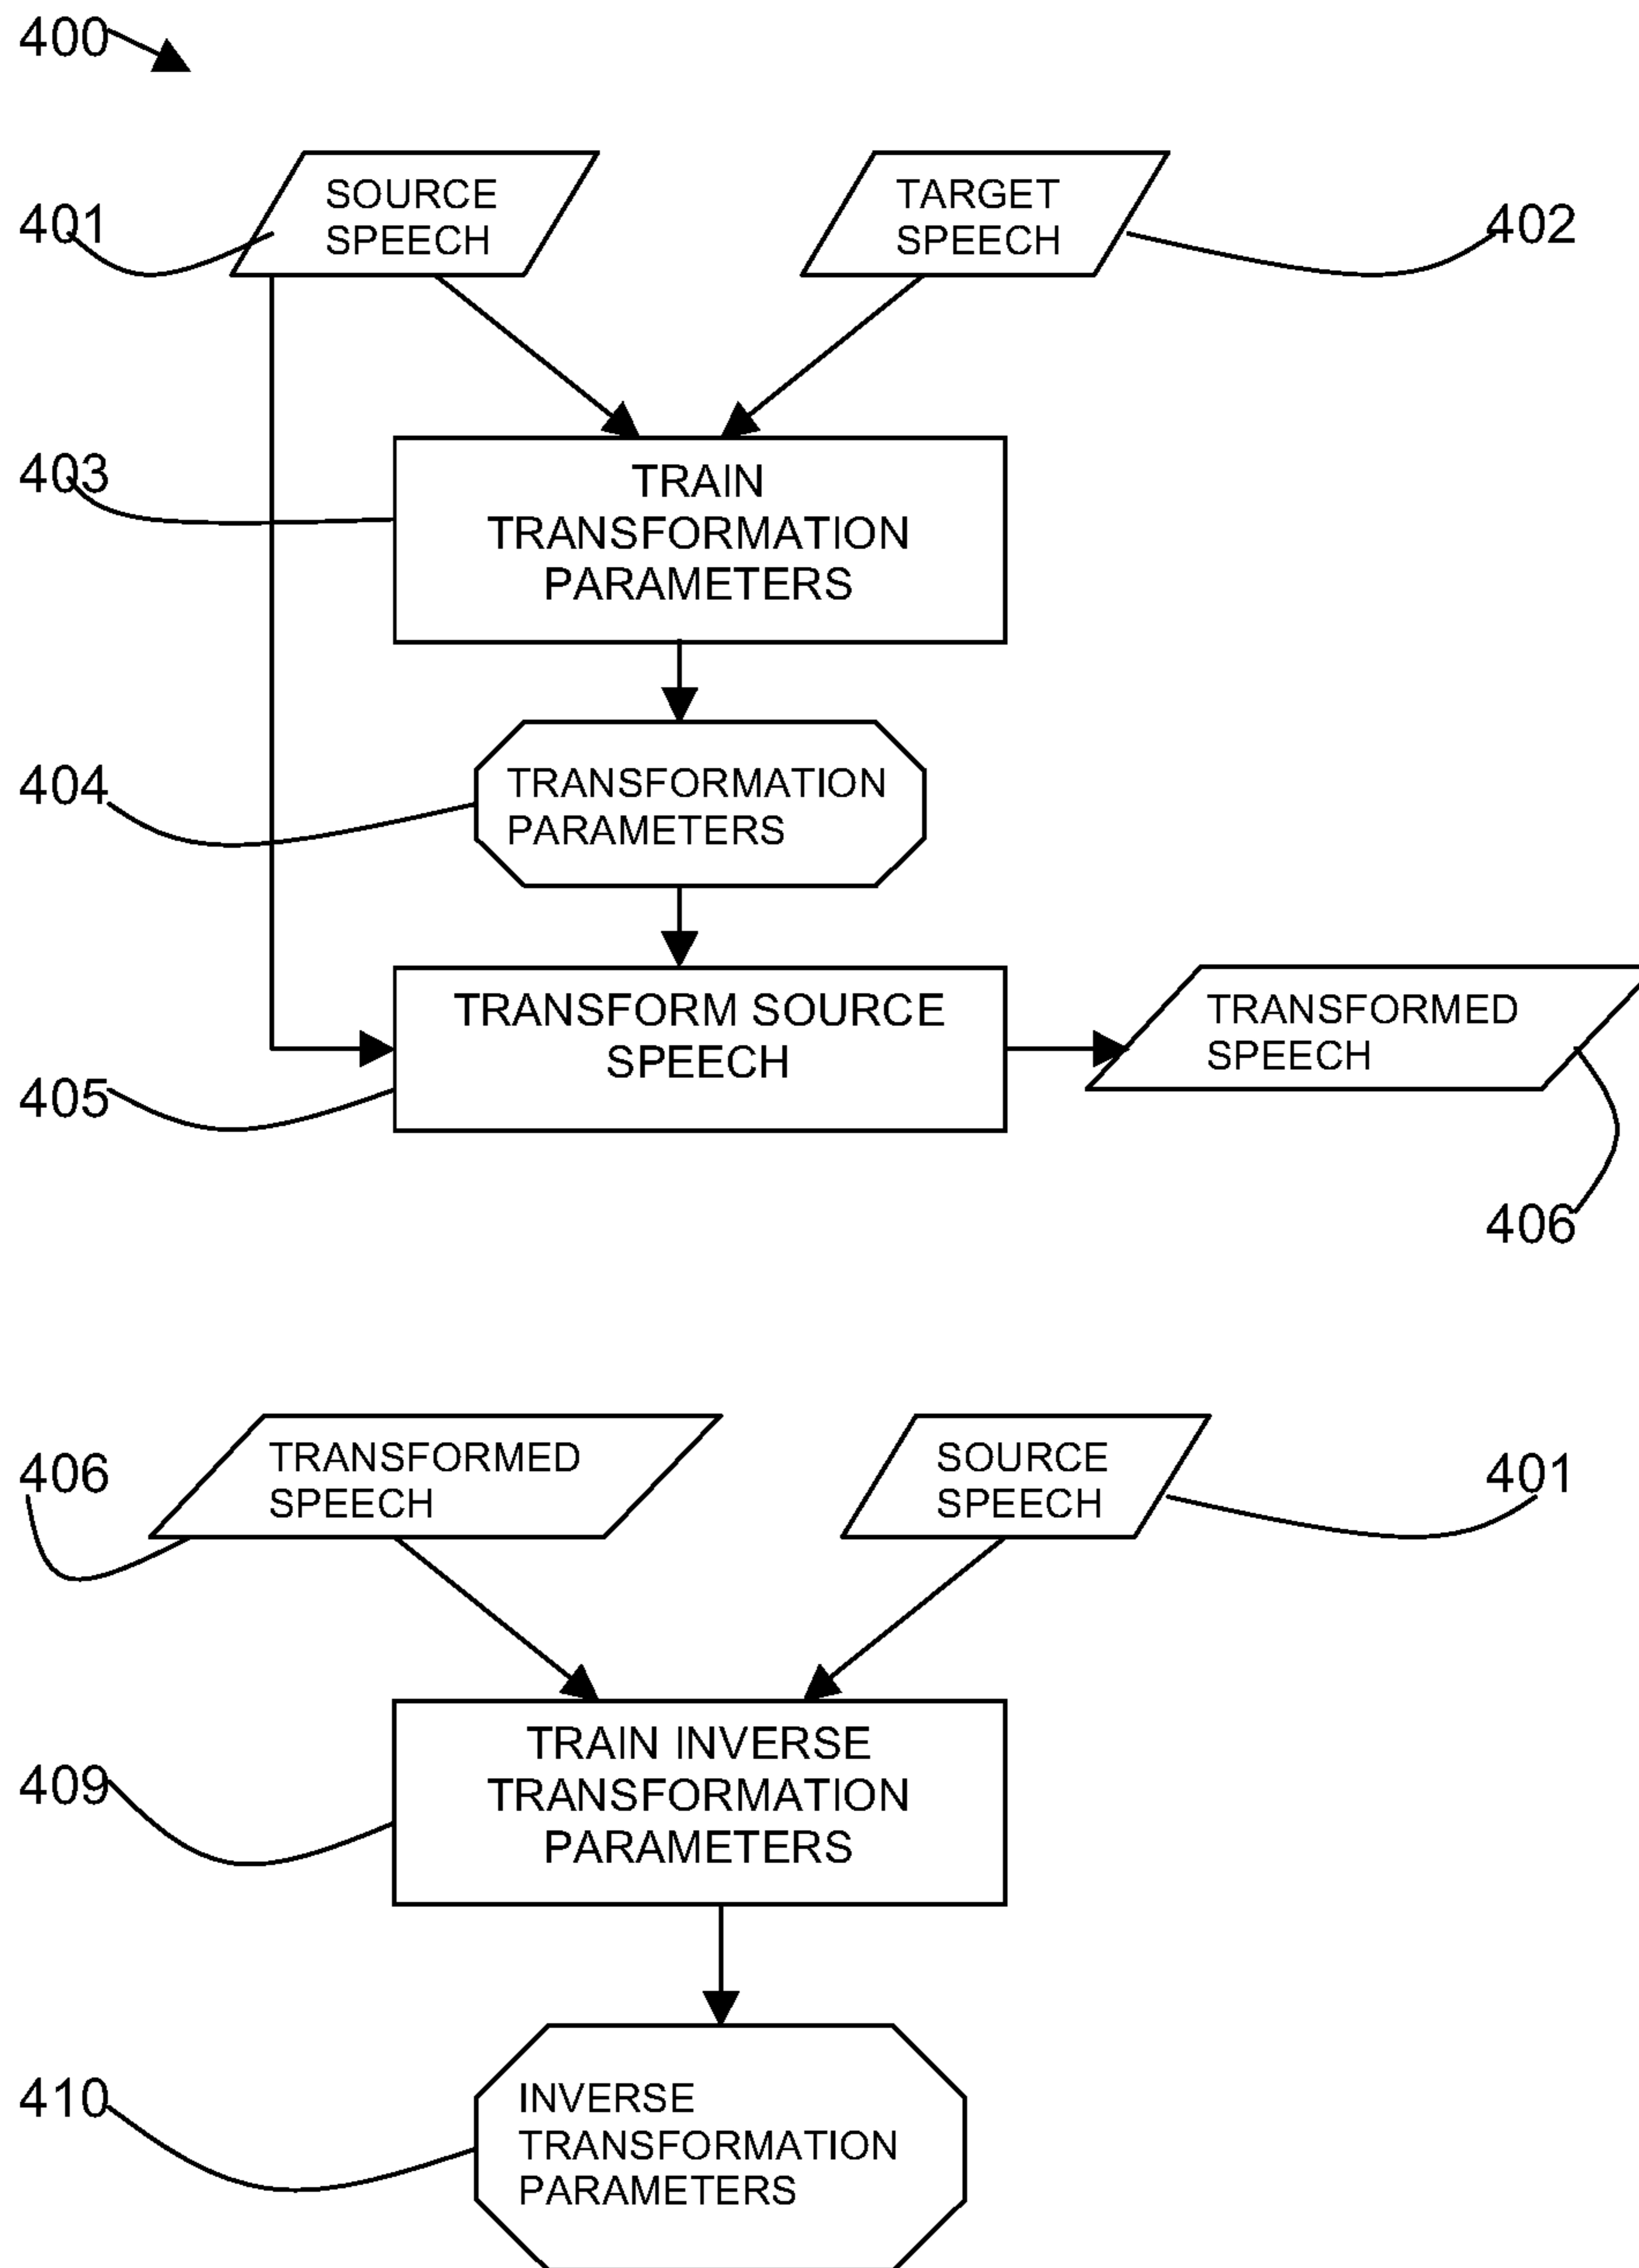 400
401
SOURCE
SPEECH
TARGET
SPEECH
402
403
TRAIN
TRANSFORMATION
PARAMETERS
404
TRANSFORMATION
PARAMETERS
TRANSFORM SOURCE
SPEECH
TRANSFORMED
SPEECH
405
406
406
TRANSFORMED
SPEECH
SOURCE
SPEECH
401
409
TRAIN INVERSE
TRANSFORMATION
PARAMETERS
410
INVERSE
TRANSFORMATION
PARAMETERS